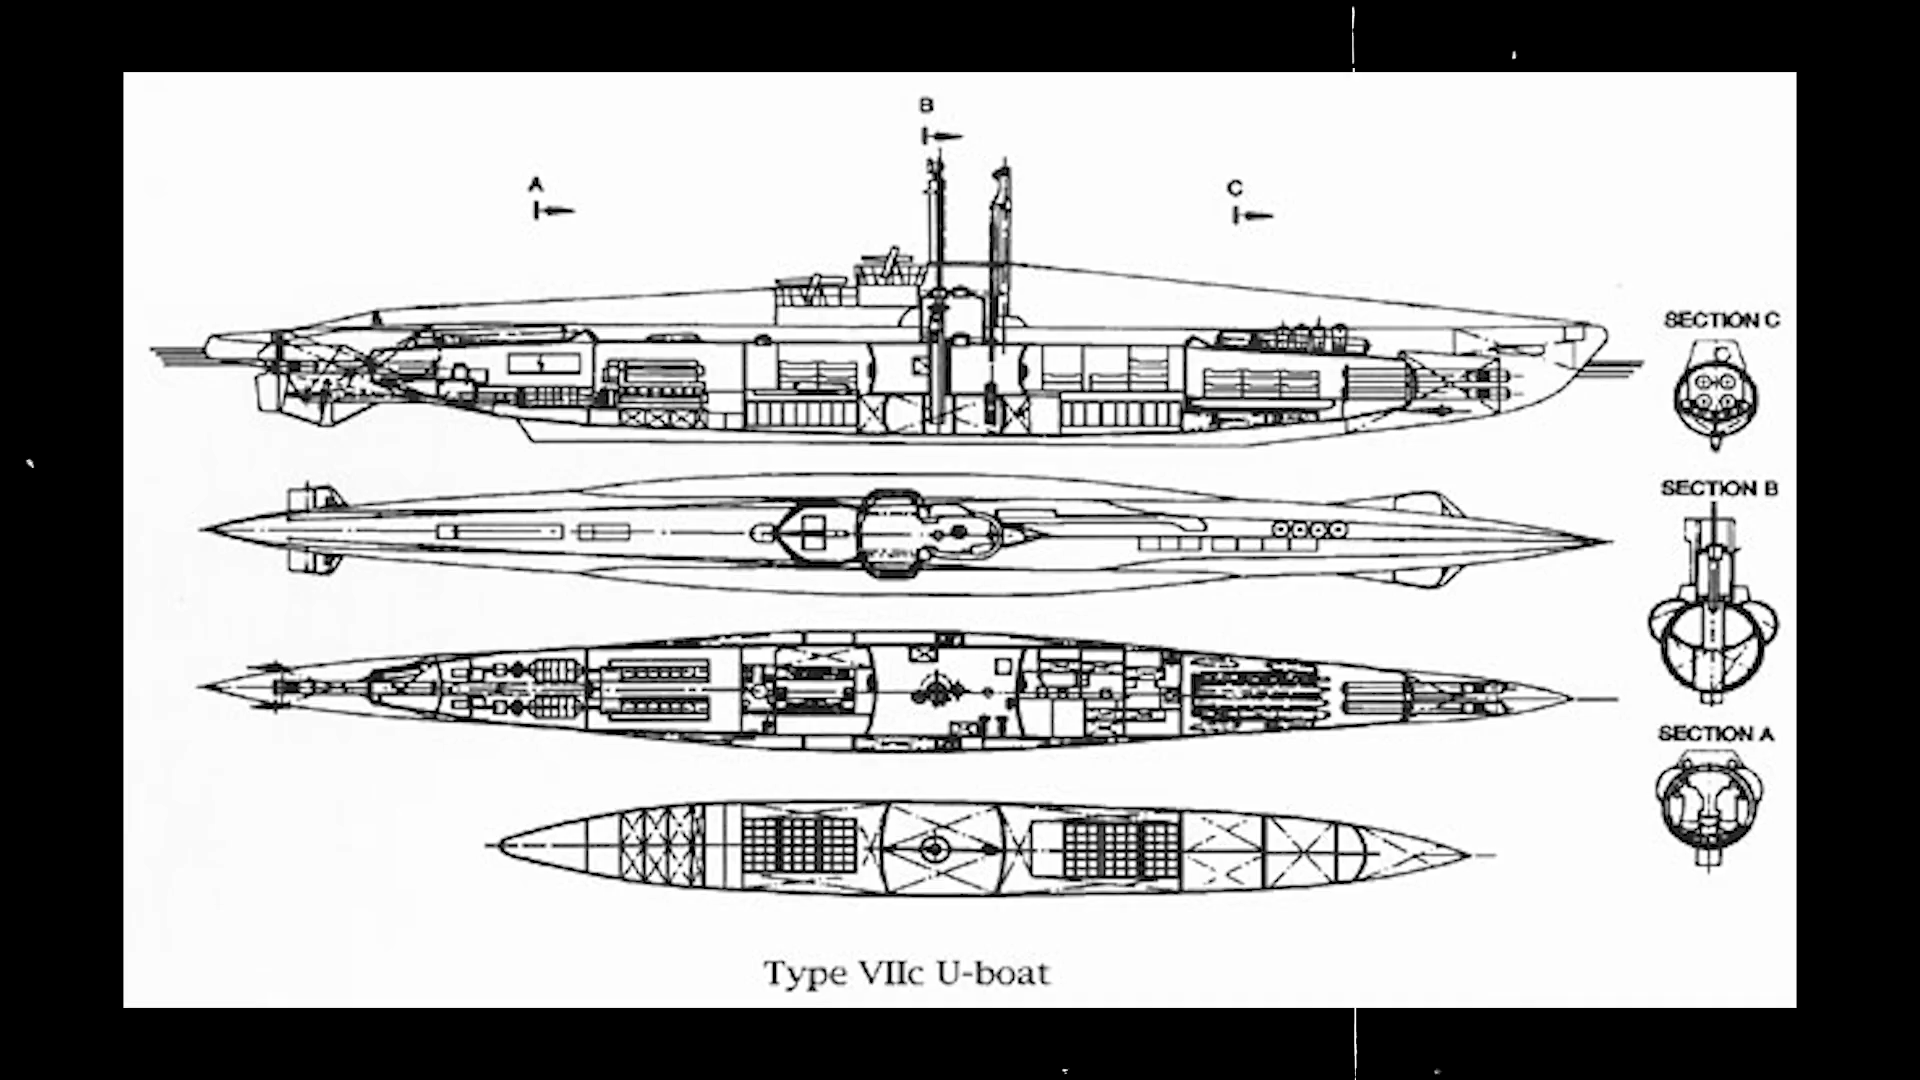 B
A
C
SECTION C
SECTION B
SECTION A
Type VIIc U-boat